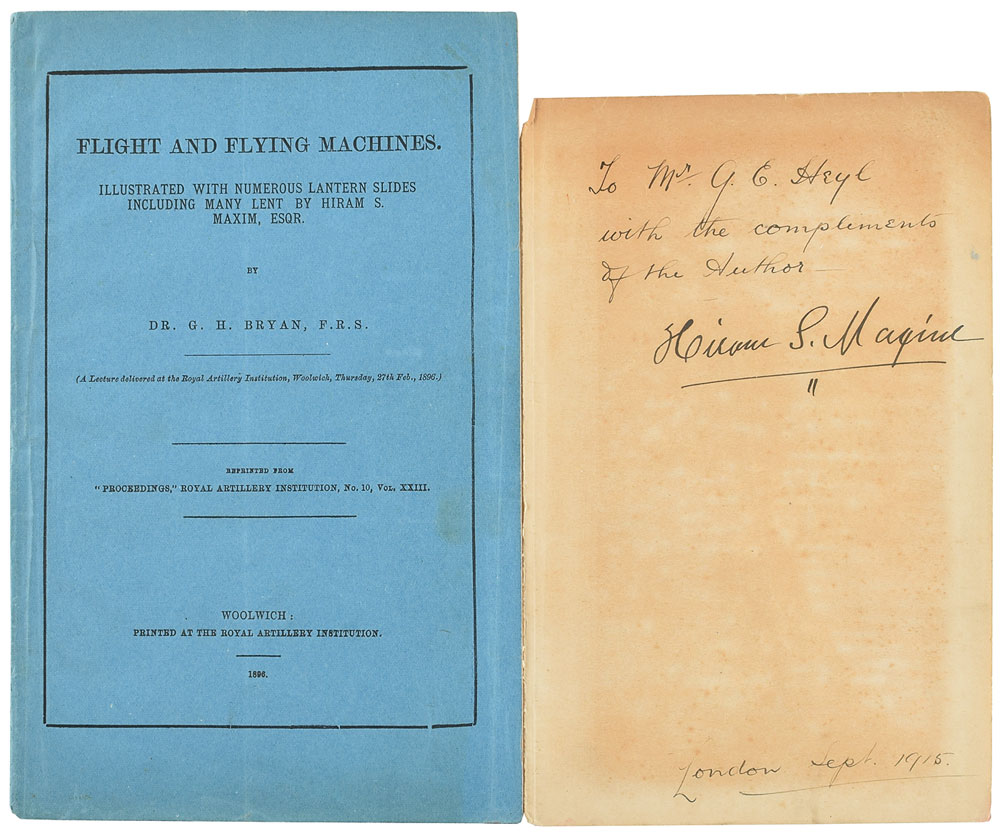 FLIGHT AND FLYING MACHINES.
ILLUSTRATED WITH NUMEROUS LANTERN SLIDES
INCLUDING MANY LENT BY HIRAM S.
MAXIM, ESQR.
BY
DR. G. H. BRYAN, F.R.S.
(A Lecture delivered at the Royal Artillery Institution, Woolwich, Thursday, 27th Feb., 1896.)
REPRINTED FROM
"PROCEEDINGS," ROYAL ARTILLERY INSTITUTION, No. 10, VOL. XXIII.
WOOLWICH:
PRINTED AT THE ROYAL ARTILLERY INSTITUTION.
1896.
To Mr. G. E. Heyl
with the compliments
of the Author —
Hiram S. Maxim
London Sept. 1915.